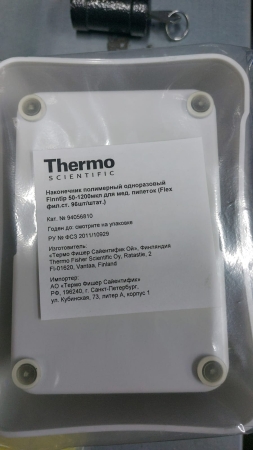 Thermo
SCIENTIFIC
Наконечник полимерный одноразовый
Finntip 50-1200мкл для мед. пипеток (Flex
фил.ст. 96шт/штат.)
Кат. № 94056810
Годен до: смотрите на упаковке
РУ № ФСЗ 2011/10929
Изготовитель:
«Термо Фишер Сайентифик Ой», Финляндия
Thermo Fisher Scientific Oy, Ratastie, 2
FI-01620, Vantaa, Finland
Импортер:
АО «Термо Фишер Сайентифик»
РФ, 196240, г. Санкт-Петербург,
ул. Кубинская, 73, литер А, корпус 1